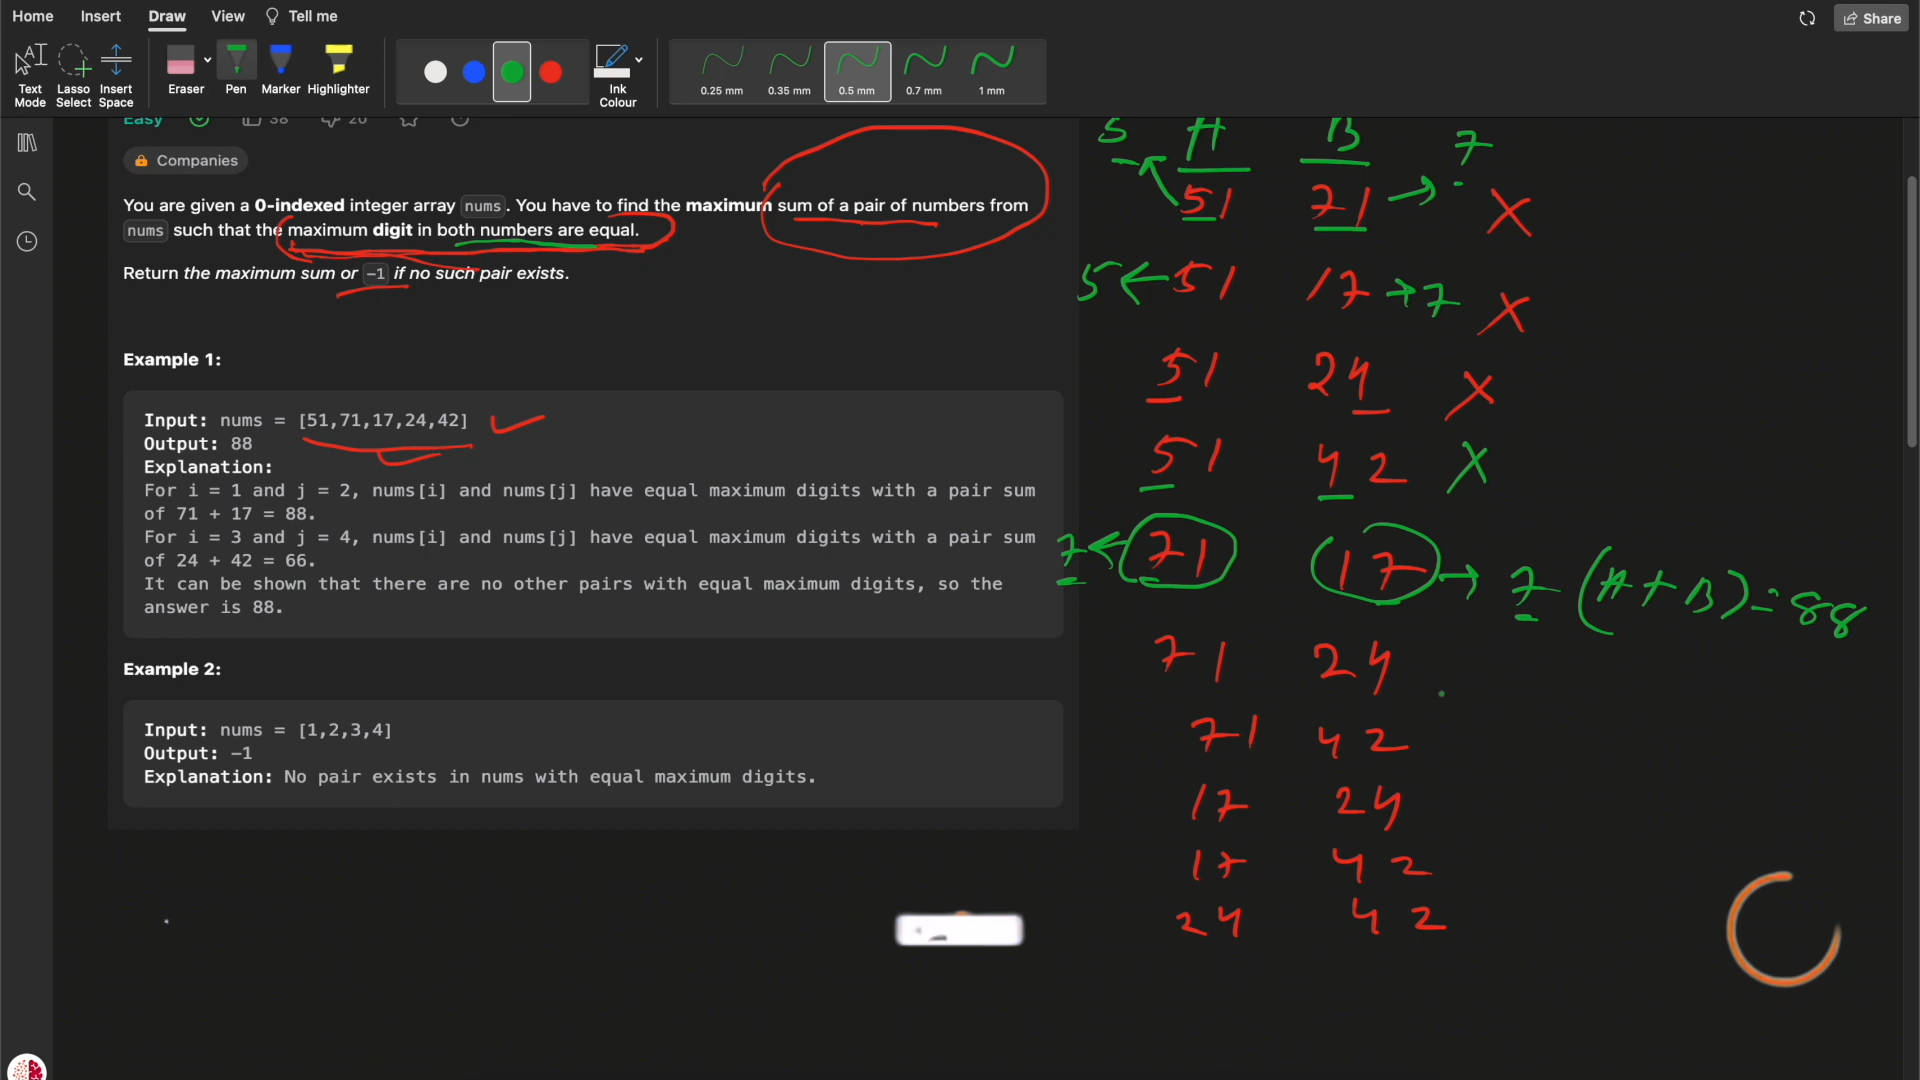 Home Insert Draw View Tell me Share
Text Mode Lasso Select Insert Space Eraser Pen Marker Highlighter Ink Colour 0.25 mm 0.35 mm 0.5 mm 0.7 mm 1 mm
Easy 38 20
Companies
You are given a 0-indexed integer array nums. You have to find the maximum sum of a pair of numbers from
nums such that the maximum digit in both numbers are equal.
Return the maximum sum or -1 if no such pair exists.
Example 1:
Input: nums = [51,71,17,24,42]
Output: 88
Explanation:
For i = 1 and j = 2, nums[i] and nums[j] have equal maximum digits with a pair sum
of 71 + 17 = 88.
For i = 3 and j = 4, nums[i] and nums[j] have equal maximum digits with a pair sum
of 24 + 42 = 66.
It can be shown that there are no other pairs with equal maximum digits, so the
answer is 88.
Example 2:
Input: nums = [1,2,3,4]
Output: -1
Explanation: No pair exists in nums with equal maximum digits.
5 A B 7
51 71 X
5 ← 51 17 → 7 X
51 24 X
51 42 X
7 ← 71 17 → 7 (A + B) = 88
71 24
71 42
17 24
17 42
24 42